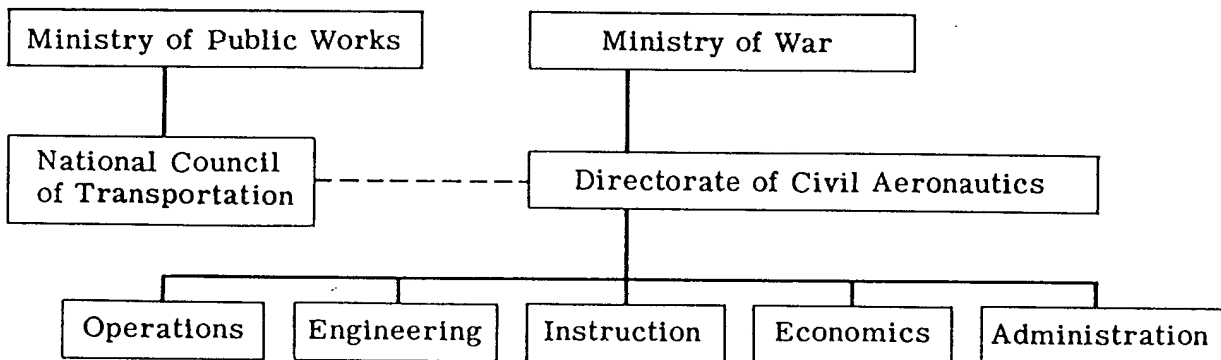 Ministry of Public Works
Ministry of War
National Council
of Transportation
Directorate of Civil Aeronautics
Operations
Engineering
Instruction
Economics
Administration